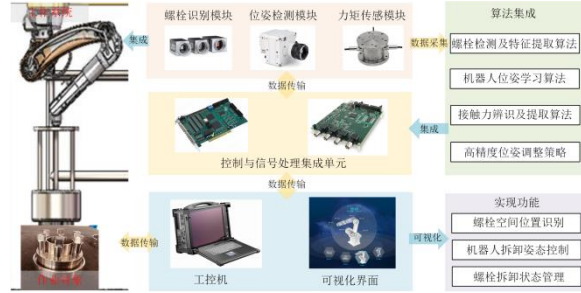 螺栓识别模块
位姿检测模块
力矩传感模块
集成
数据采集
算法集成
螺栓检测及特征提取算法
机器人位姿学习算法
接触力辨识及提取算法
高精度位姿调整策略
数据传输
集成
控制与信号处理集成单元
数据传输
数据传输
工控机
可视化界面
可视化
实现功能
螺栓空间位置识别
机器人拆卸姿态控制
螺栓拆卸状态管理